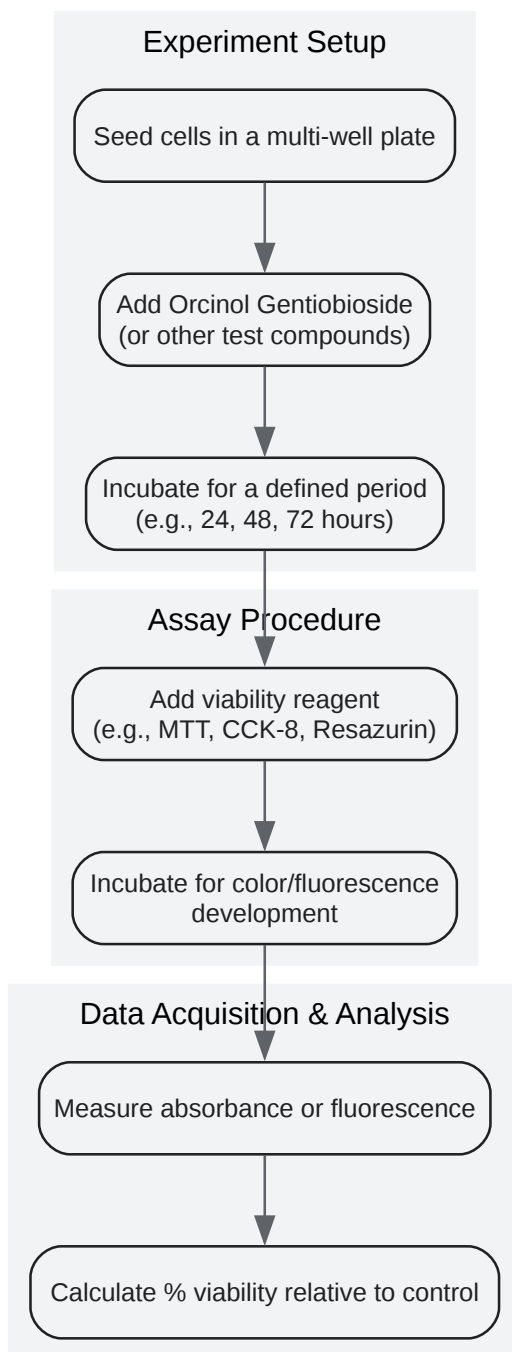 Experiment Setup
Seed cells in a multi-well plate
Add Orcinol Gentiobioside
(or other test compounds)
Incubate for a defined period
(e.g., 24, 48, 72 hours)
Assay Procedure
Add viability reagent
(e.g., MTT, CCK-8, Resazurin)
Incubate for color/fluorescence
development
Data Acquisition & Analysis
Measure absorbance or fluorescence
Calculate % viability relative to control